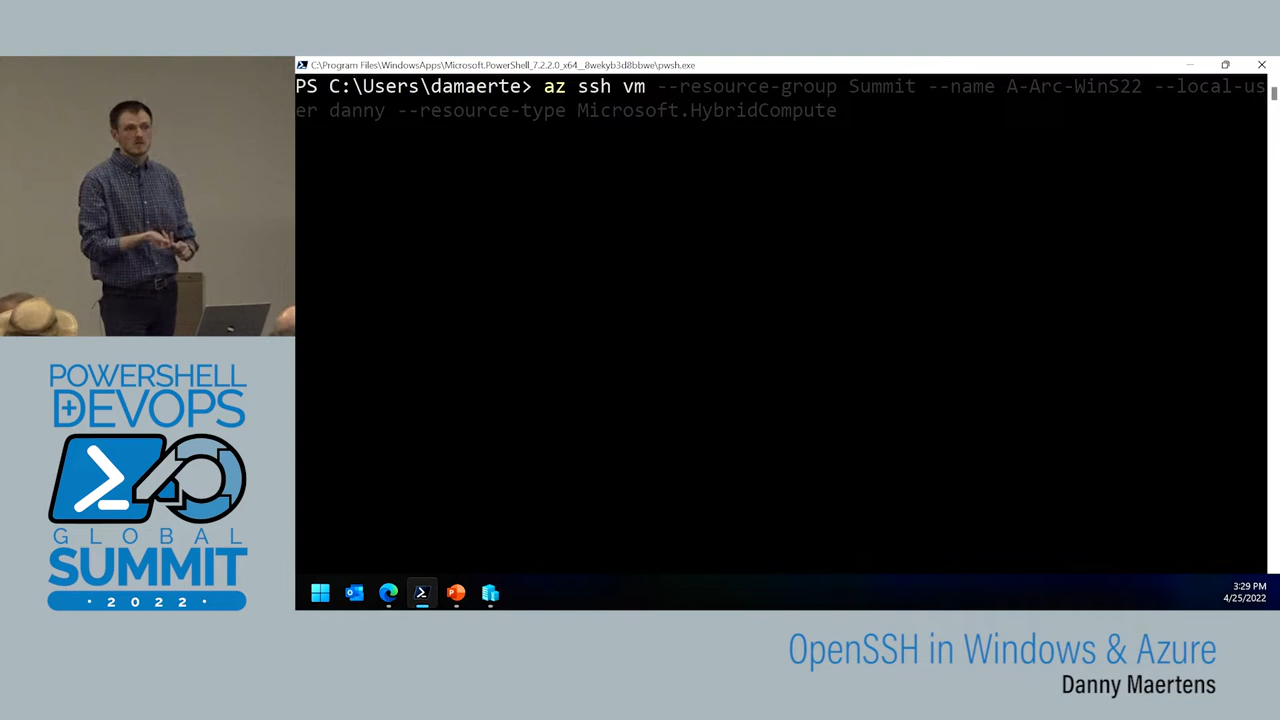 C:\Program Files\WindowsApps\Microsoft.PowerShell_7.2.2.0_x64__8wekyb3d8bbwe\pwsh.exe
PS C:\Users\damaerte> az ssh vm --resource-group Summit --name A-Arc-WinS22 --local-us
er danny --resource-type Microsoft.HybridCompute
POWERSHELL
+ DEVOPS
GLOBAL
SUMMIT
· 2022 ·
3:29 PM
4/25/2022
OpenSSH in Windows & Azure
Danny Maertens